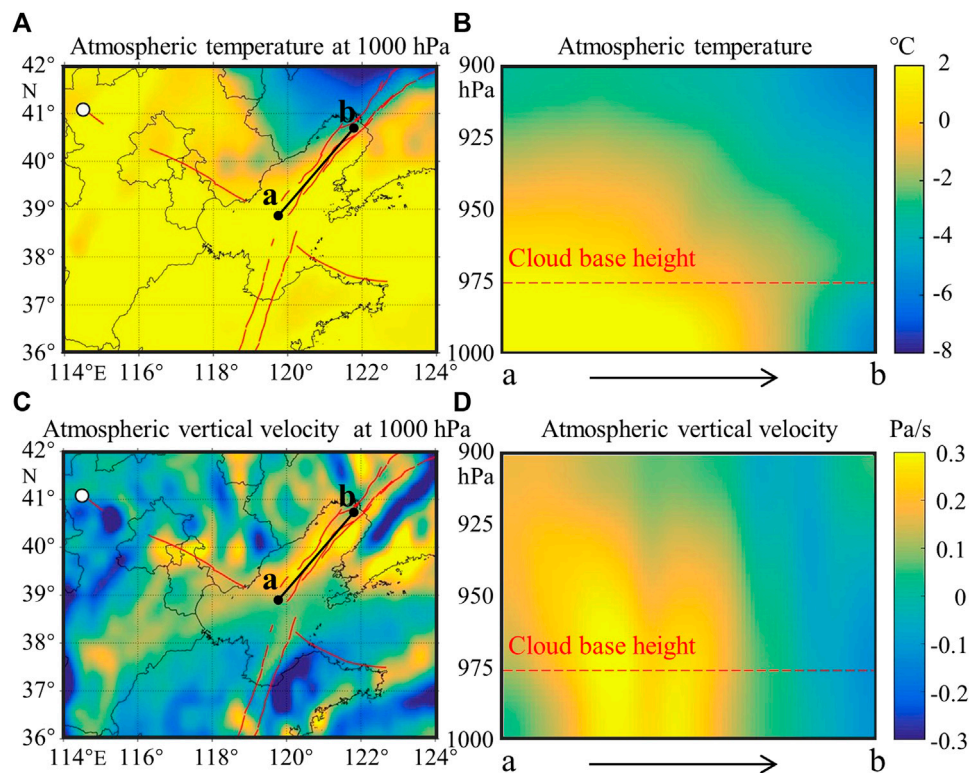 A
Atmospheric temperature at 1000 hPa
42°
N
41°
40°
39°
38°
37°
36°
114°E 116° 118° 120° 122° 124°
a
b
B
Atmospheric temperature
°C
900
hPa
925
950
975
1000
Cloud base height
a
b
2
0
-2
-4
-6
-8
C
Atmospheric vertical velocity at 1000 hPa
42°
N
41°
40°
39°
38°
37°
36°
114°E 116° 118° 120° 122° 124°
a
b
D
Atmospheric vertical velocity
Pa/s
900
hPa
925
950
975
1000
Cloud base height
a
b
0.3
0.2
0.1
0
-0.1
-0.2
-0.3